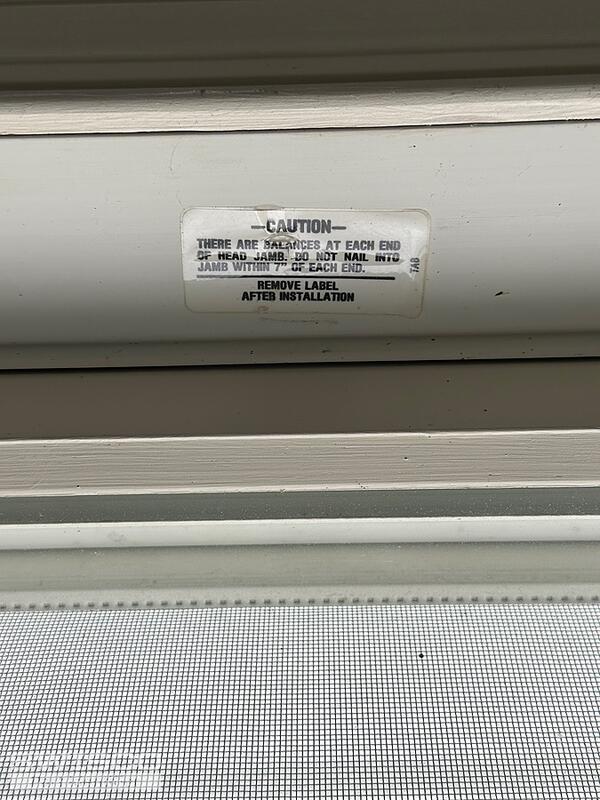 —CAUTION—
THERE ARE BALANCES AT EACH END
OF HEAD JAMB. DO NOT NAIL INTO
JAMB WITHIN 7" OF EACH END.
TAB
REMOVE LABEL
AFTER INSTALLATION